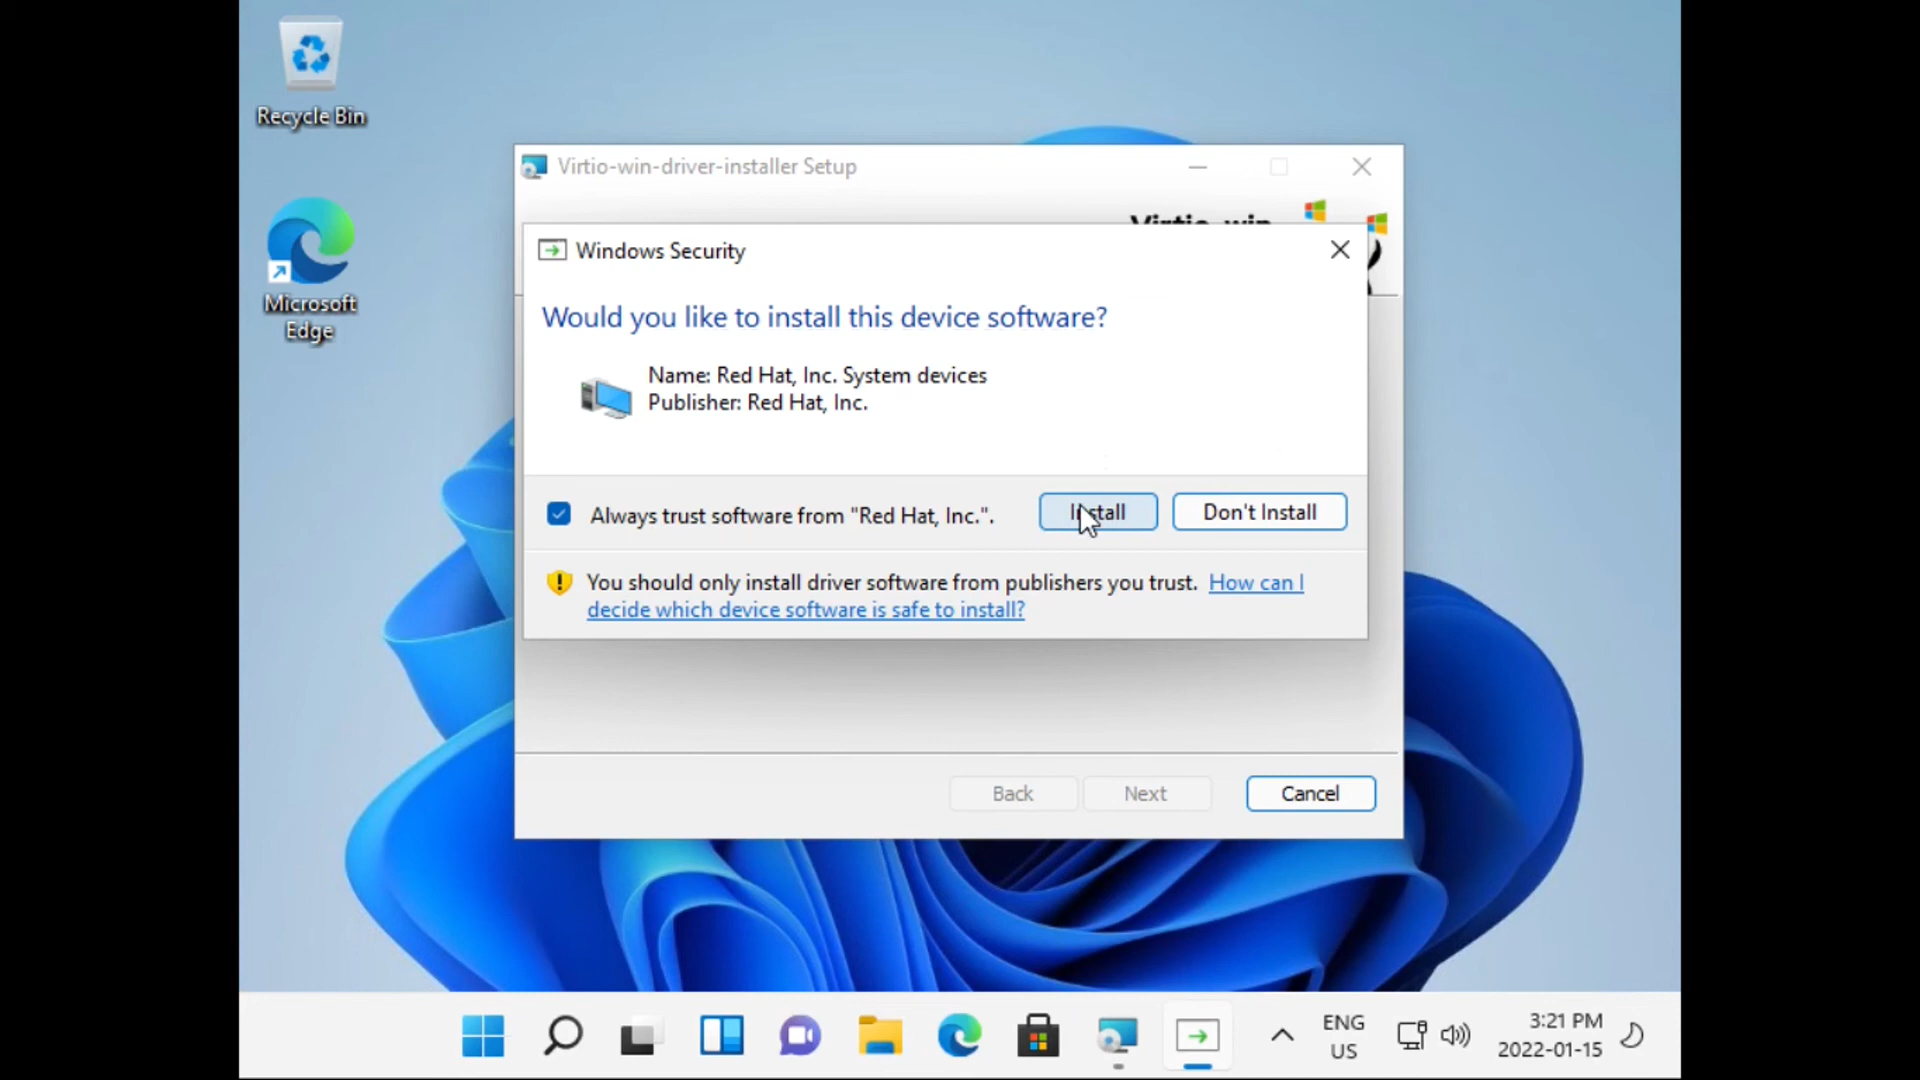 Recycle Bin
Microsoft
Edge
Virtio-win-driver-installer Setup
Virtio-win
Windows Security
Would you like to install this device software?
Name: Red Hat, Inc. System devices
Publisher: Red Hat, Inc.
Always trust software from "Red Hat, Inc.".
Install
Don't Install
You should only install driver software from publishers you trust. How can I
decide which device software is safe to install?
Back
Next
Cancel
ENG
US
3:21 PM
2022-01-15